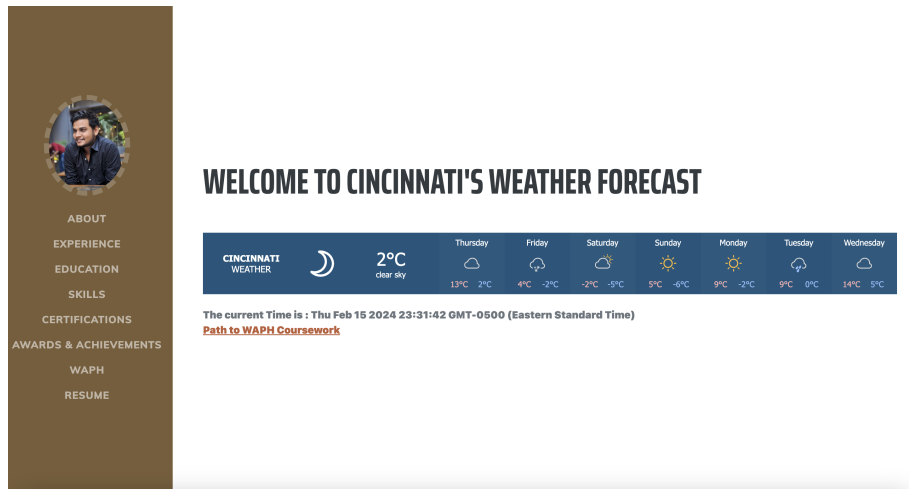 ABOUT
EXPERIENCE
EDUCATION
SKILLS
CERTIFICATIONS
AWARDS & ACHIEVEMENTS
WAPH
RESUME
WELCOME TO CINCINNATI'S WEATHER FORECAST
CINCINNATI
WEATHER
2°C
clear sky
Thursday
13°C 2°C
Friday
4°C -2°C
Saturday
-2°C -5°C
Sunday
5°C -6°C
Monday
9°C -2°C
Tuesday
9°C 0°C
Wednesday
14°C 5°C
The current Time is : Thu Feb 15 2024 23:31:42 GMT-0500 (Eastern Standard Time)
Path to WAPH Coursework